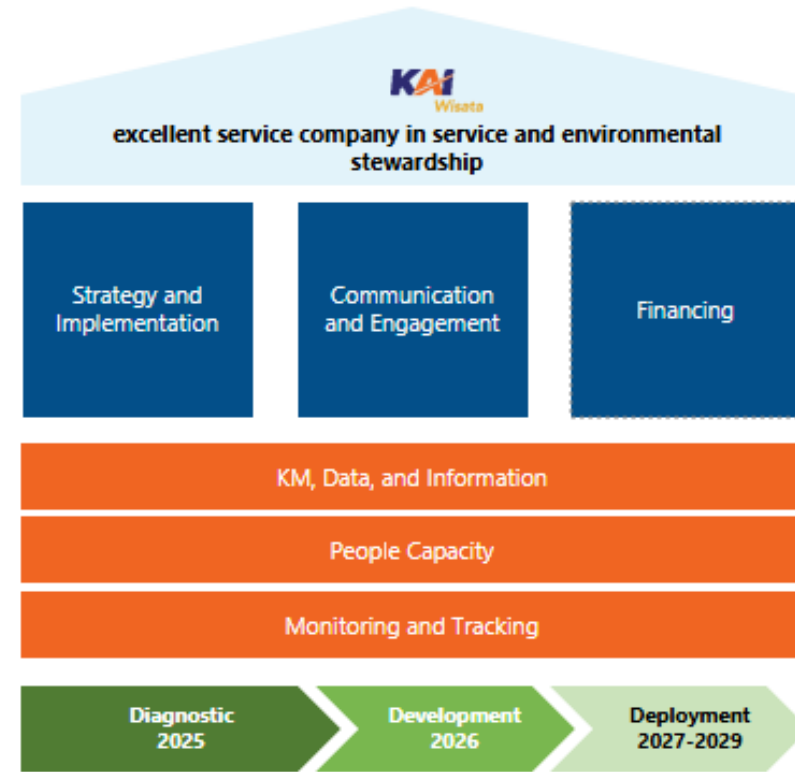 KAI
Wisata
excellent service company in service and environmental
stewardship
Strategy and
Implementation
Communication
and Engagement
Financing
KM, Data, and Information
People Capacity
Monitoring and Tracking
Diagnostic
2025
Development
2026
Deployment
2027-2029